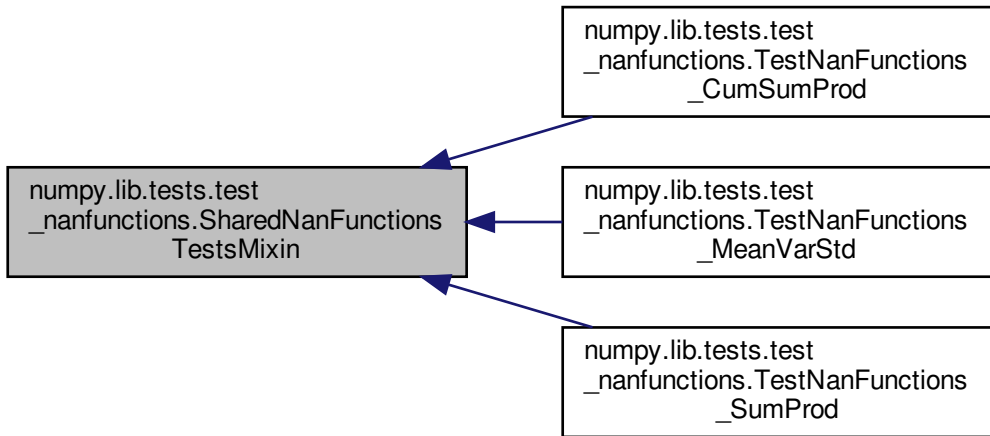 numpy.lib.tests.test
_nanfunctions.TestNanFunctions
_CumSumProd
numpy.lib.tests.test
_nanfunctions.SharedNanFunctions
TestsMixin
numpy.lib.tests.test
_nanfunctions.TestNanFunctions
_MeanVarStd
numpy.lib.tests.test
_nanfunctions.TestNanFunctions
_SumProd